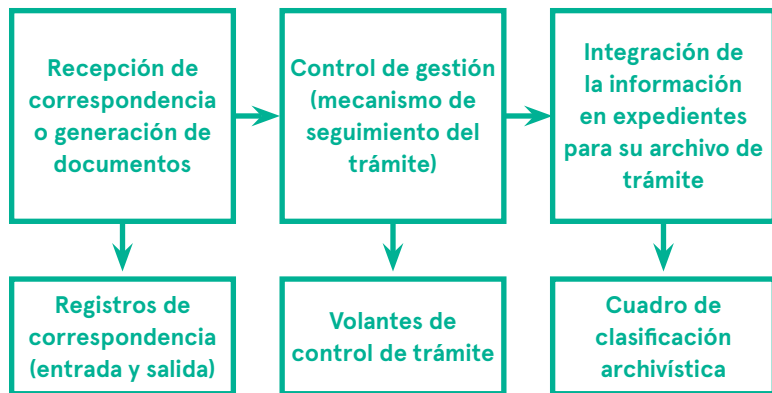 Recepción de
correspondencia
o generación de
documentos
Control de gestión
(mecanismo de
seguimiento del
trámite)
Integración de
la información
en expedientes
para su archivo de
trámite
Registros de
correspondencia
(entrada y salida)
Volantes de
control de trámite
Cuadro de
clasificación
archivística